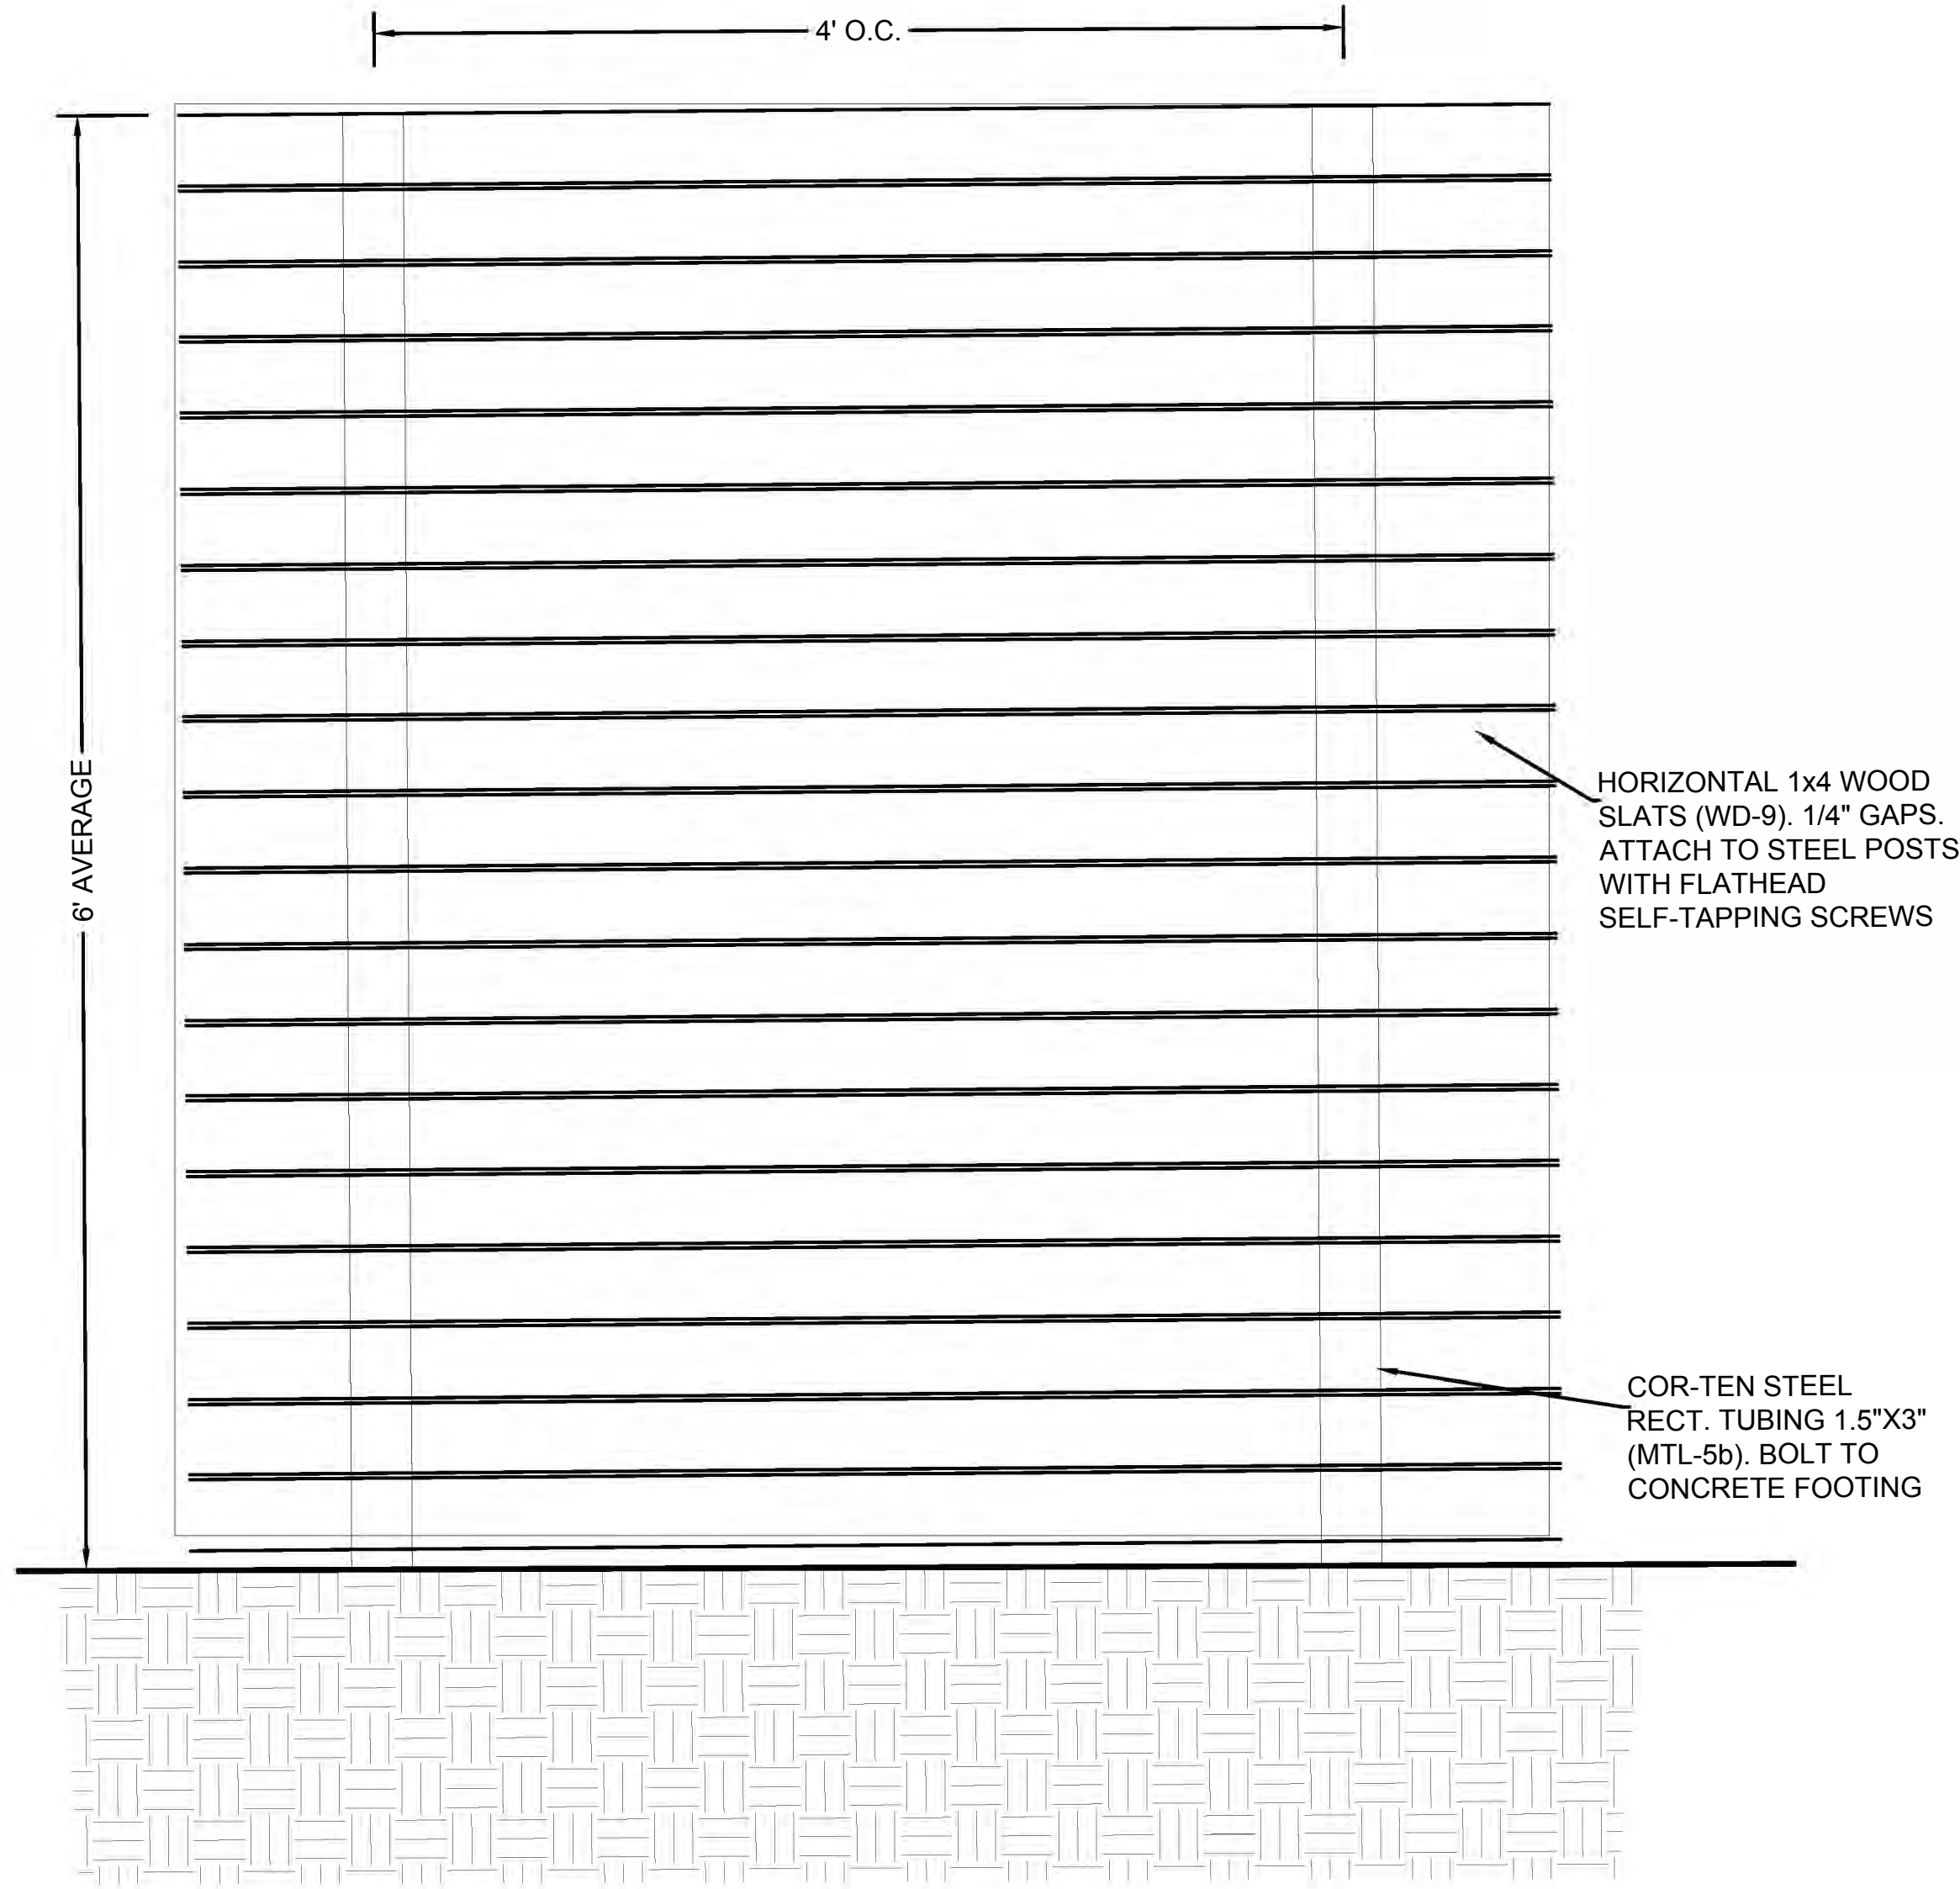 4' O.C.
6' AVERAGE
HORIZONTAL 1x4 WOOD
SLATS (WD-9). 1/4" GAPS.
ATTACH TO STEEL POSTS
WITH FLATHEAD
SELF-TAPPING SCREWS
COR-TEN STEEL
RECT. TUBING 1.5"X3"
(MTL-5b). BOLT TO
CONCRETE FOOTING